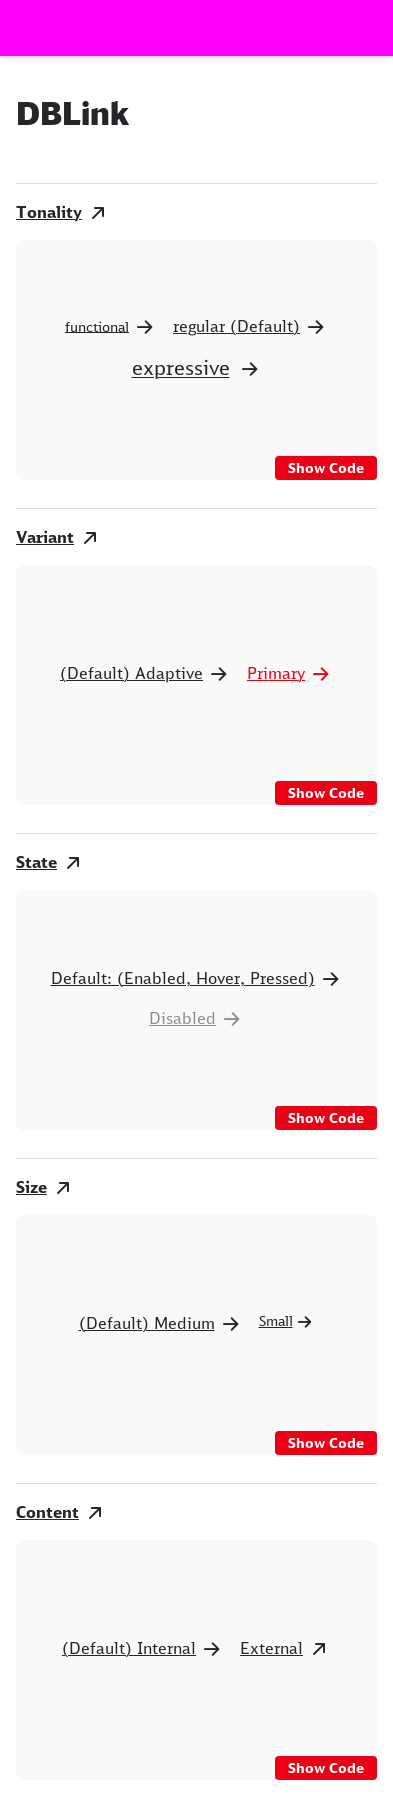 DBLink
Tonality
functional regular (Default)
expressive
Show Code
Variant
(Default) Adaptive Primary
Show Code
State
Default: (Enabled, Hover, Pressed)
Disabled
Show Code
Size
(Default) Medium Small
Show Code
Content
(Default) Internal External
Show Code